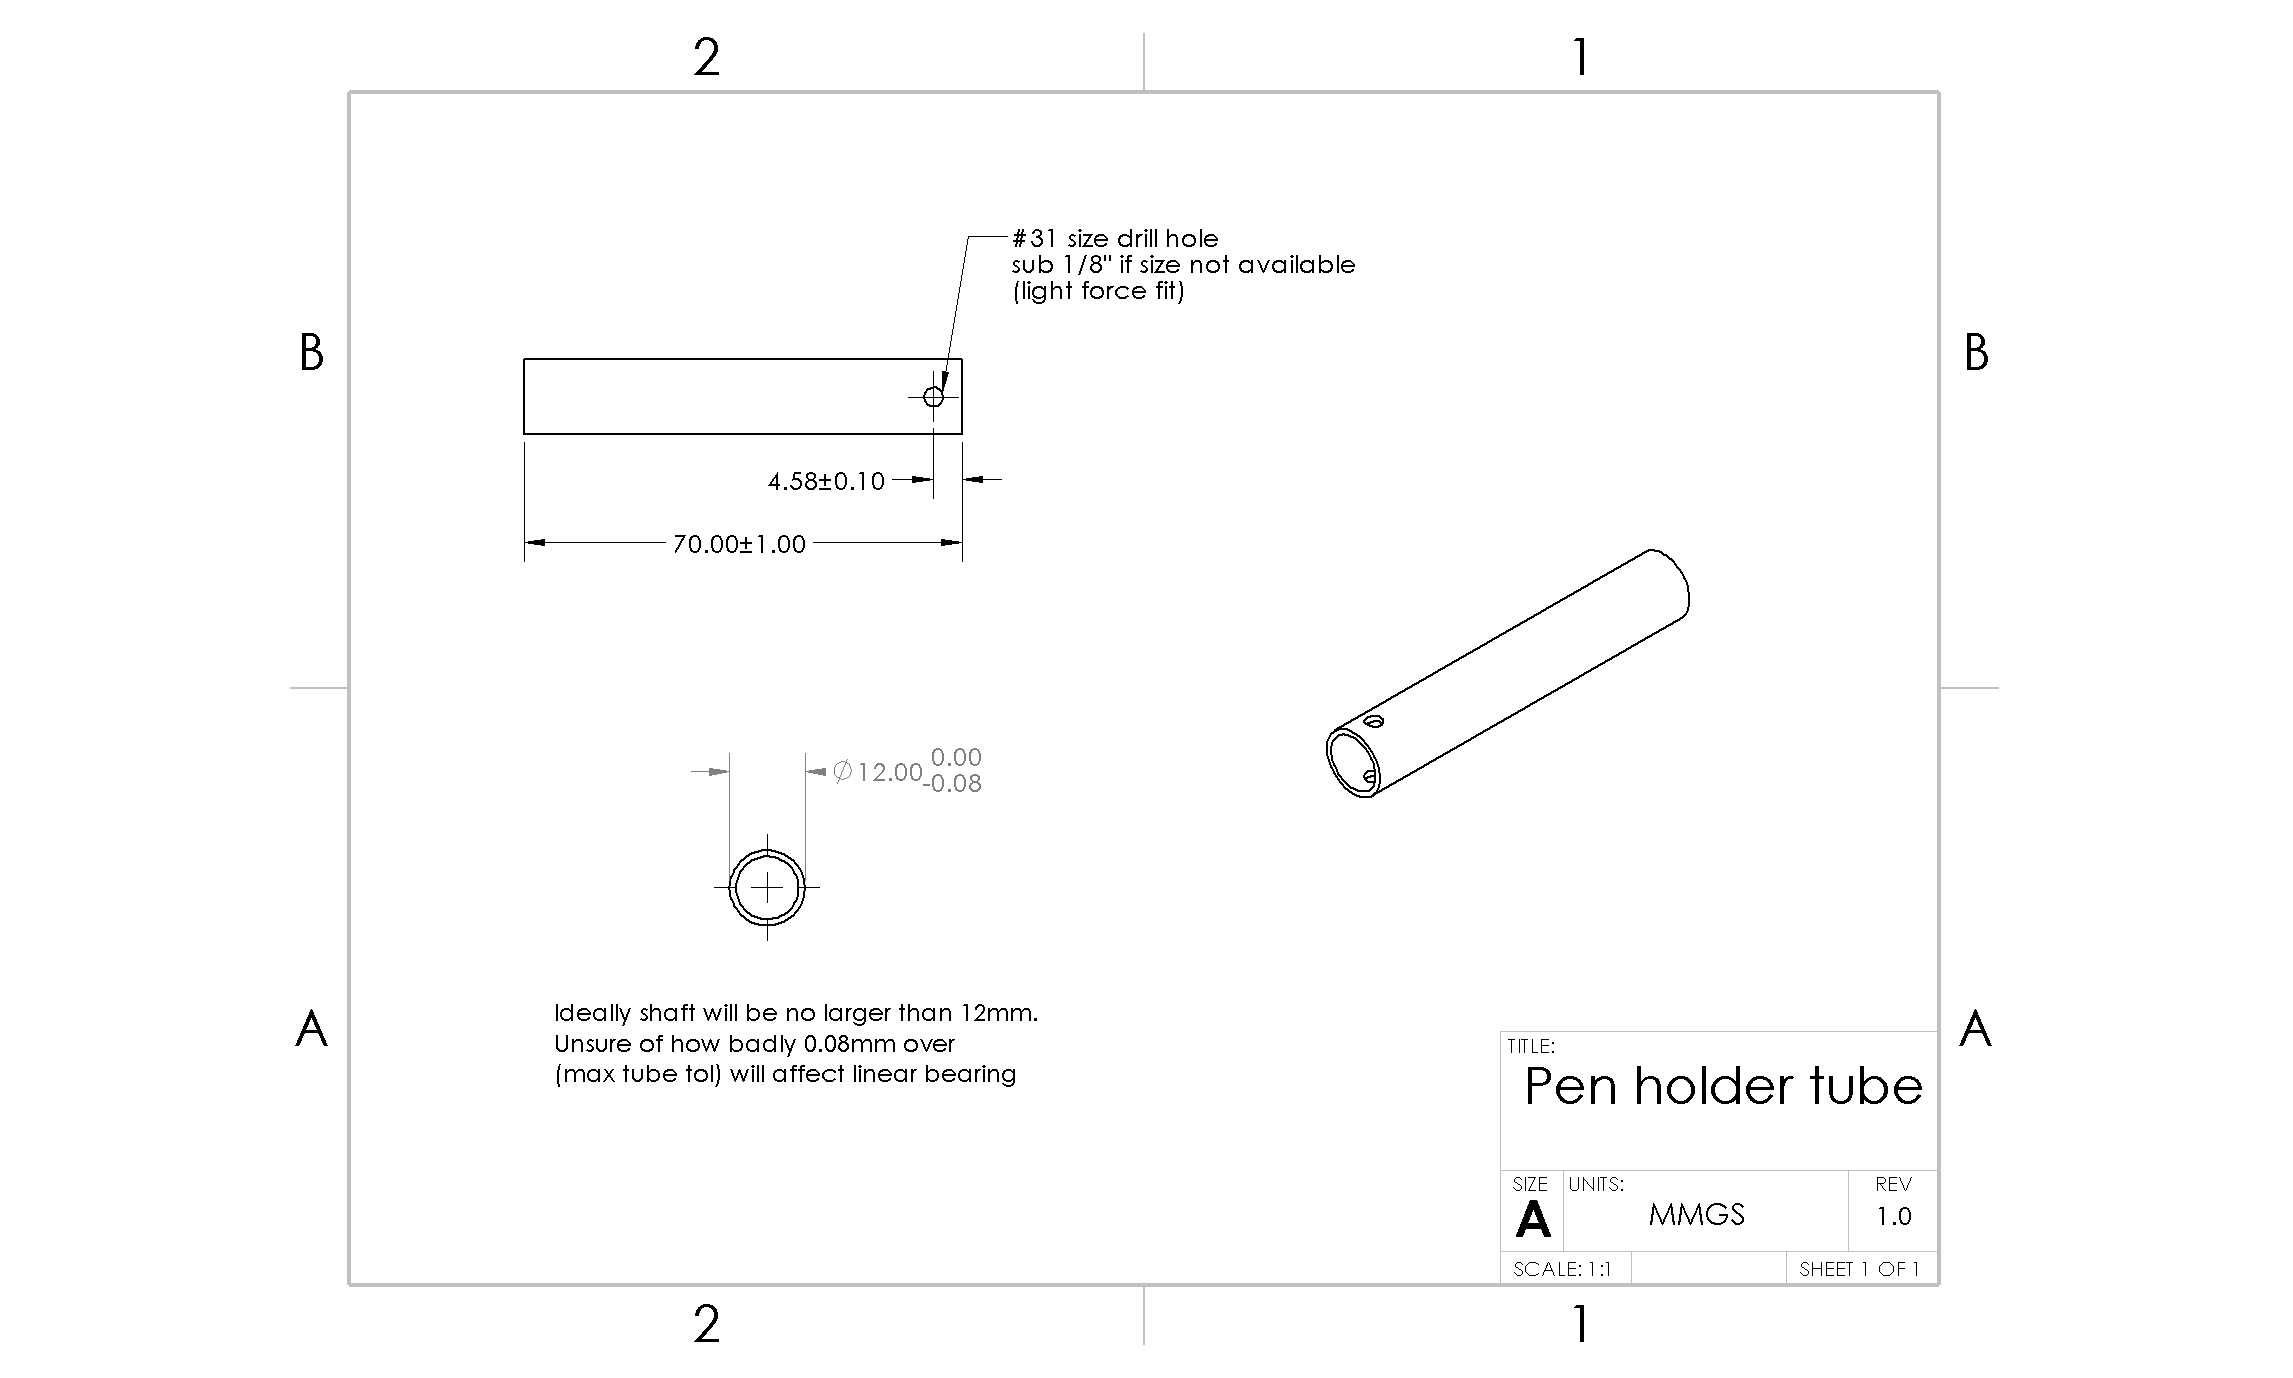 2
1
B
B
#31 size drill hole
sub 1/8" if size not available
(light force fit)
4.58±0.10
70.00±1.00
∅12.00 0.00
-0.08
Ideally shaft will be no larger than 12mm.
Unsure of how badly 0.08mm over
(max tube tol) will affect linear bearing
A
A
TITLE:
Pen holder tube
SIZE
A
UNITS:
MMGS
REV
1.0
SCALE: 1:1
SHEET 1 OF 1
2
1